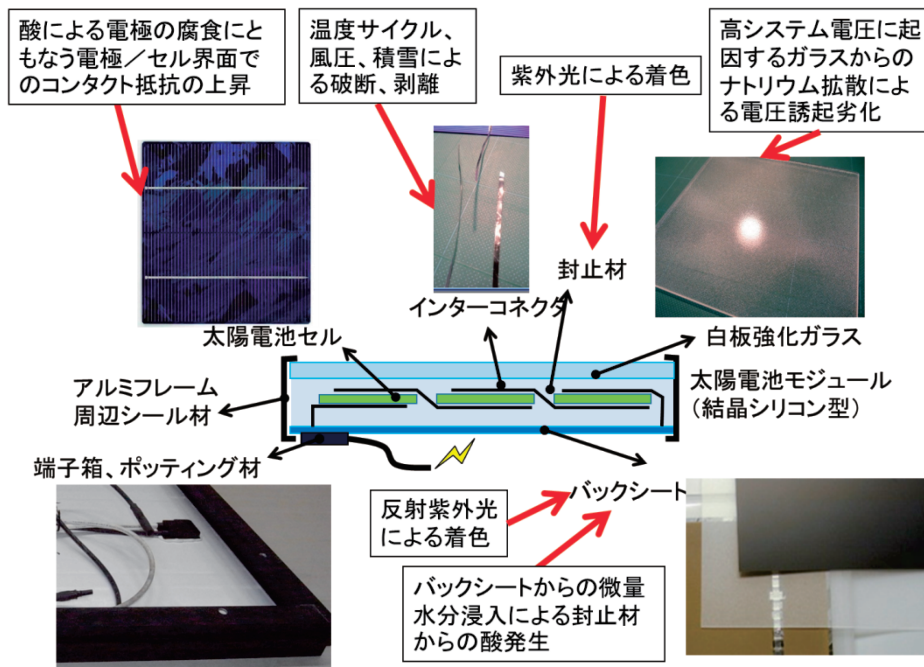 酸による電極の腐食にと
もなう電極／セル界面で
のコンタクト抵抗の上昇
温度サイクル、
風圧、積雪によ
る破断、剥離
紫外光による着色
高システム電圧に起
因するガラスからの
ナトリウム拡散によ
る電圧誘起劣化
封止材
インターコネクタ
太陽電池セル
白板強化ガラス
アルミフレーム
周辺シール材
太陽電池モジュール
（結晶シリコン型）
端子箱、ポッティング材
反射紫外光
による着色
バックシート
バックシートからの微量
水分浸入による封止材
からの酸発生